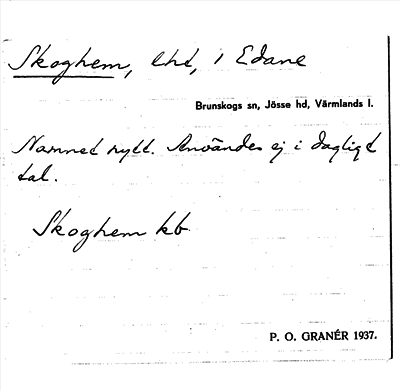 Skoghem, lht, i Edane
Brunskogs sn, Jösse hd, Värmlands l.
Namnet nytt. Användes ej i dagligt
tal.
Skoghem kb
P. O. GRANÉR 1937.